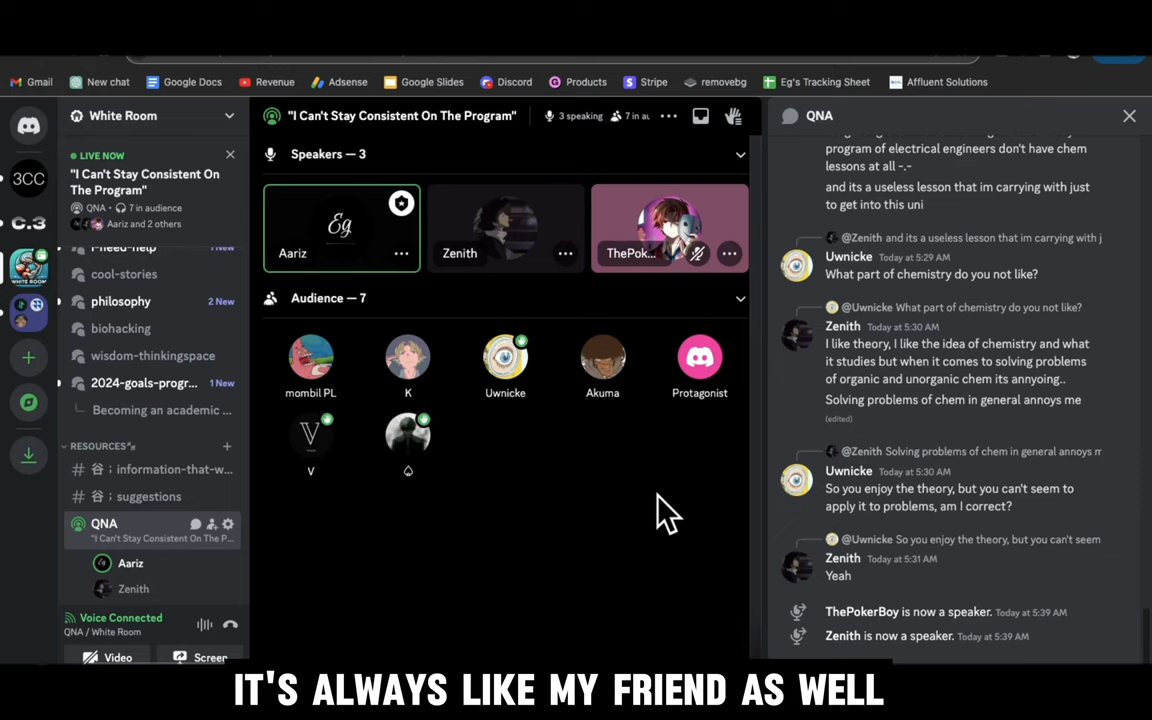 Gmail
New chat
Google Docs
Revenue
Adsense
Google Slides
Discord
Products
Stripe
removebg
Eg's Tracking Sheet
Affluent Solutions
White Room
LIVE NOW
"I Can't Stay Consistent On
The Program"
QNA • 7 in audience
Aariz and 2 others
i-need-help
1 New
cool-stories
philosophy
2 New
biohacking
wisdom-thinkingspace
2024-goals-progr...
1 New
Becoming an academic ...
RESOURCES
谷 ; information-that-w...
谷 ; suggestions
QNA
"I Can't Stay Consistent On The P...
Aariz
Zenith
Voice Connected
QNA / White Room
Video
Screen
3CC
C.3
"I Can't Stay Consistent On The Program"
3 speaking
7 in au
Speakers — 3
Eg
Aariz
Zenith
ThePok...
Audience — 7
mombil PL
K
Uwnicke
Akuma
Protagonist
V
V
QNA
program of electrical engineers don't have chem
lessons at all -.-
and its a useless lesson that im carrying with just
to get into this uni
@Zenith and its a useless lesson that im carrying with j
Uwnicke Today at 5:29 AM
What part of chemistry do you not like?
@Uwnicke What part of chemistry do you not like?
Zenith Today at 5:30 AM
I like theory, I like the idea of chemistry and what
it studies but when it comes to solving problems
of organic and unorganic chem its annying..
Solving problems of chem in general annoys me
(edited)
@Zenith Solving problems of chem in general annoys m
Uwnicke Today at 5:30 AM
So you enjoy the theory, but you can't seem to
apply it to problems, am I correct?
@Uwnicke So you enjoy the theory, but you can't seem
Zenith Today at 5:31 AM
Yeah
ThePokerBoy is now a speaker. Today at 5:39 AM
Zenith is now a speaker. Today at 5:39 AM
IT'S ALWAYS LIKE MY FRIEND AS WELL